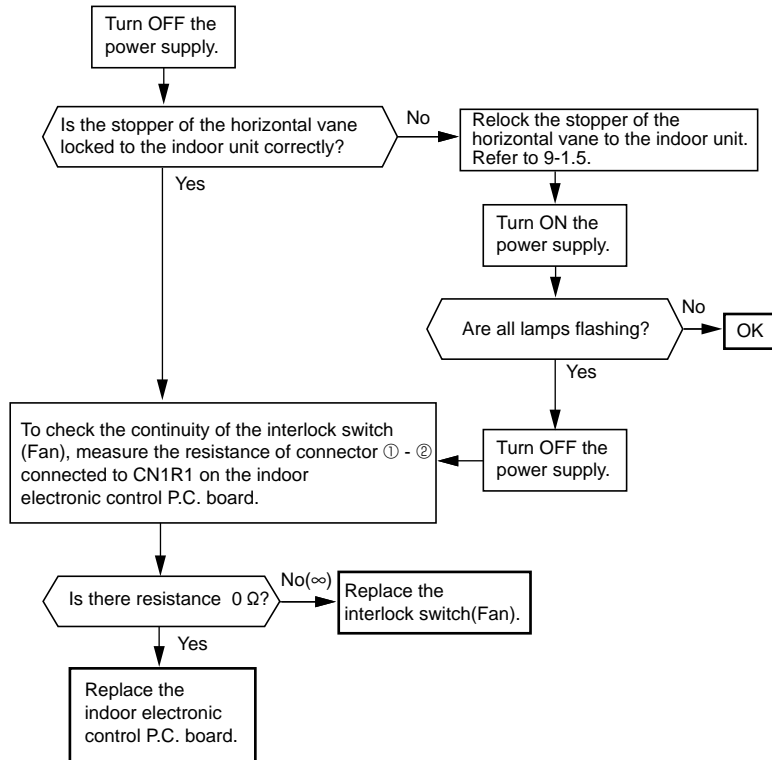 Turn OFF the
power supply.
Is the stopper of the horizontal vane
locked to the indoor unit correctly?
No
Relock the stopper of the
horizontal vane to the indoor unit.
Refer to 9-1.5.
Yes
Turn ON the
power supply.
Are all lamps flashing?
No
OK
Yes
To check the continuity of the interlock switch
(Fan), measure the resistance of connector ① - ②
connected to CN1R1 on the indoor
electronic control P.C. board.
Turn OFF the
power supply.
Is there resistance 0 Ω?
No(∞)
Replace the
interlock switch(Fan).
Yes
Replace the
indoor electronic
control P.C. board.